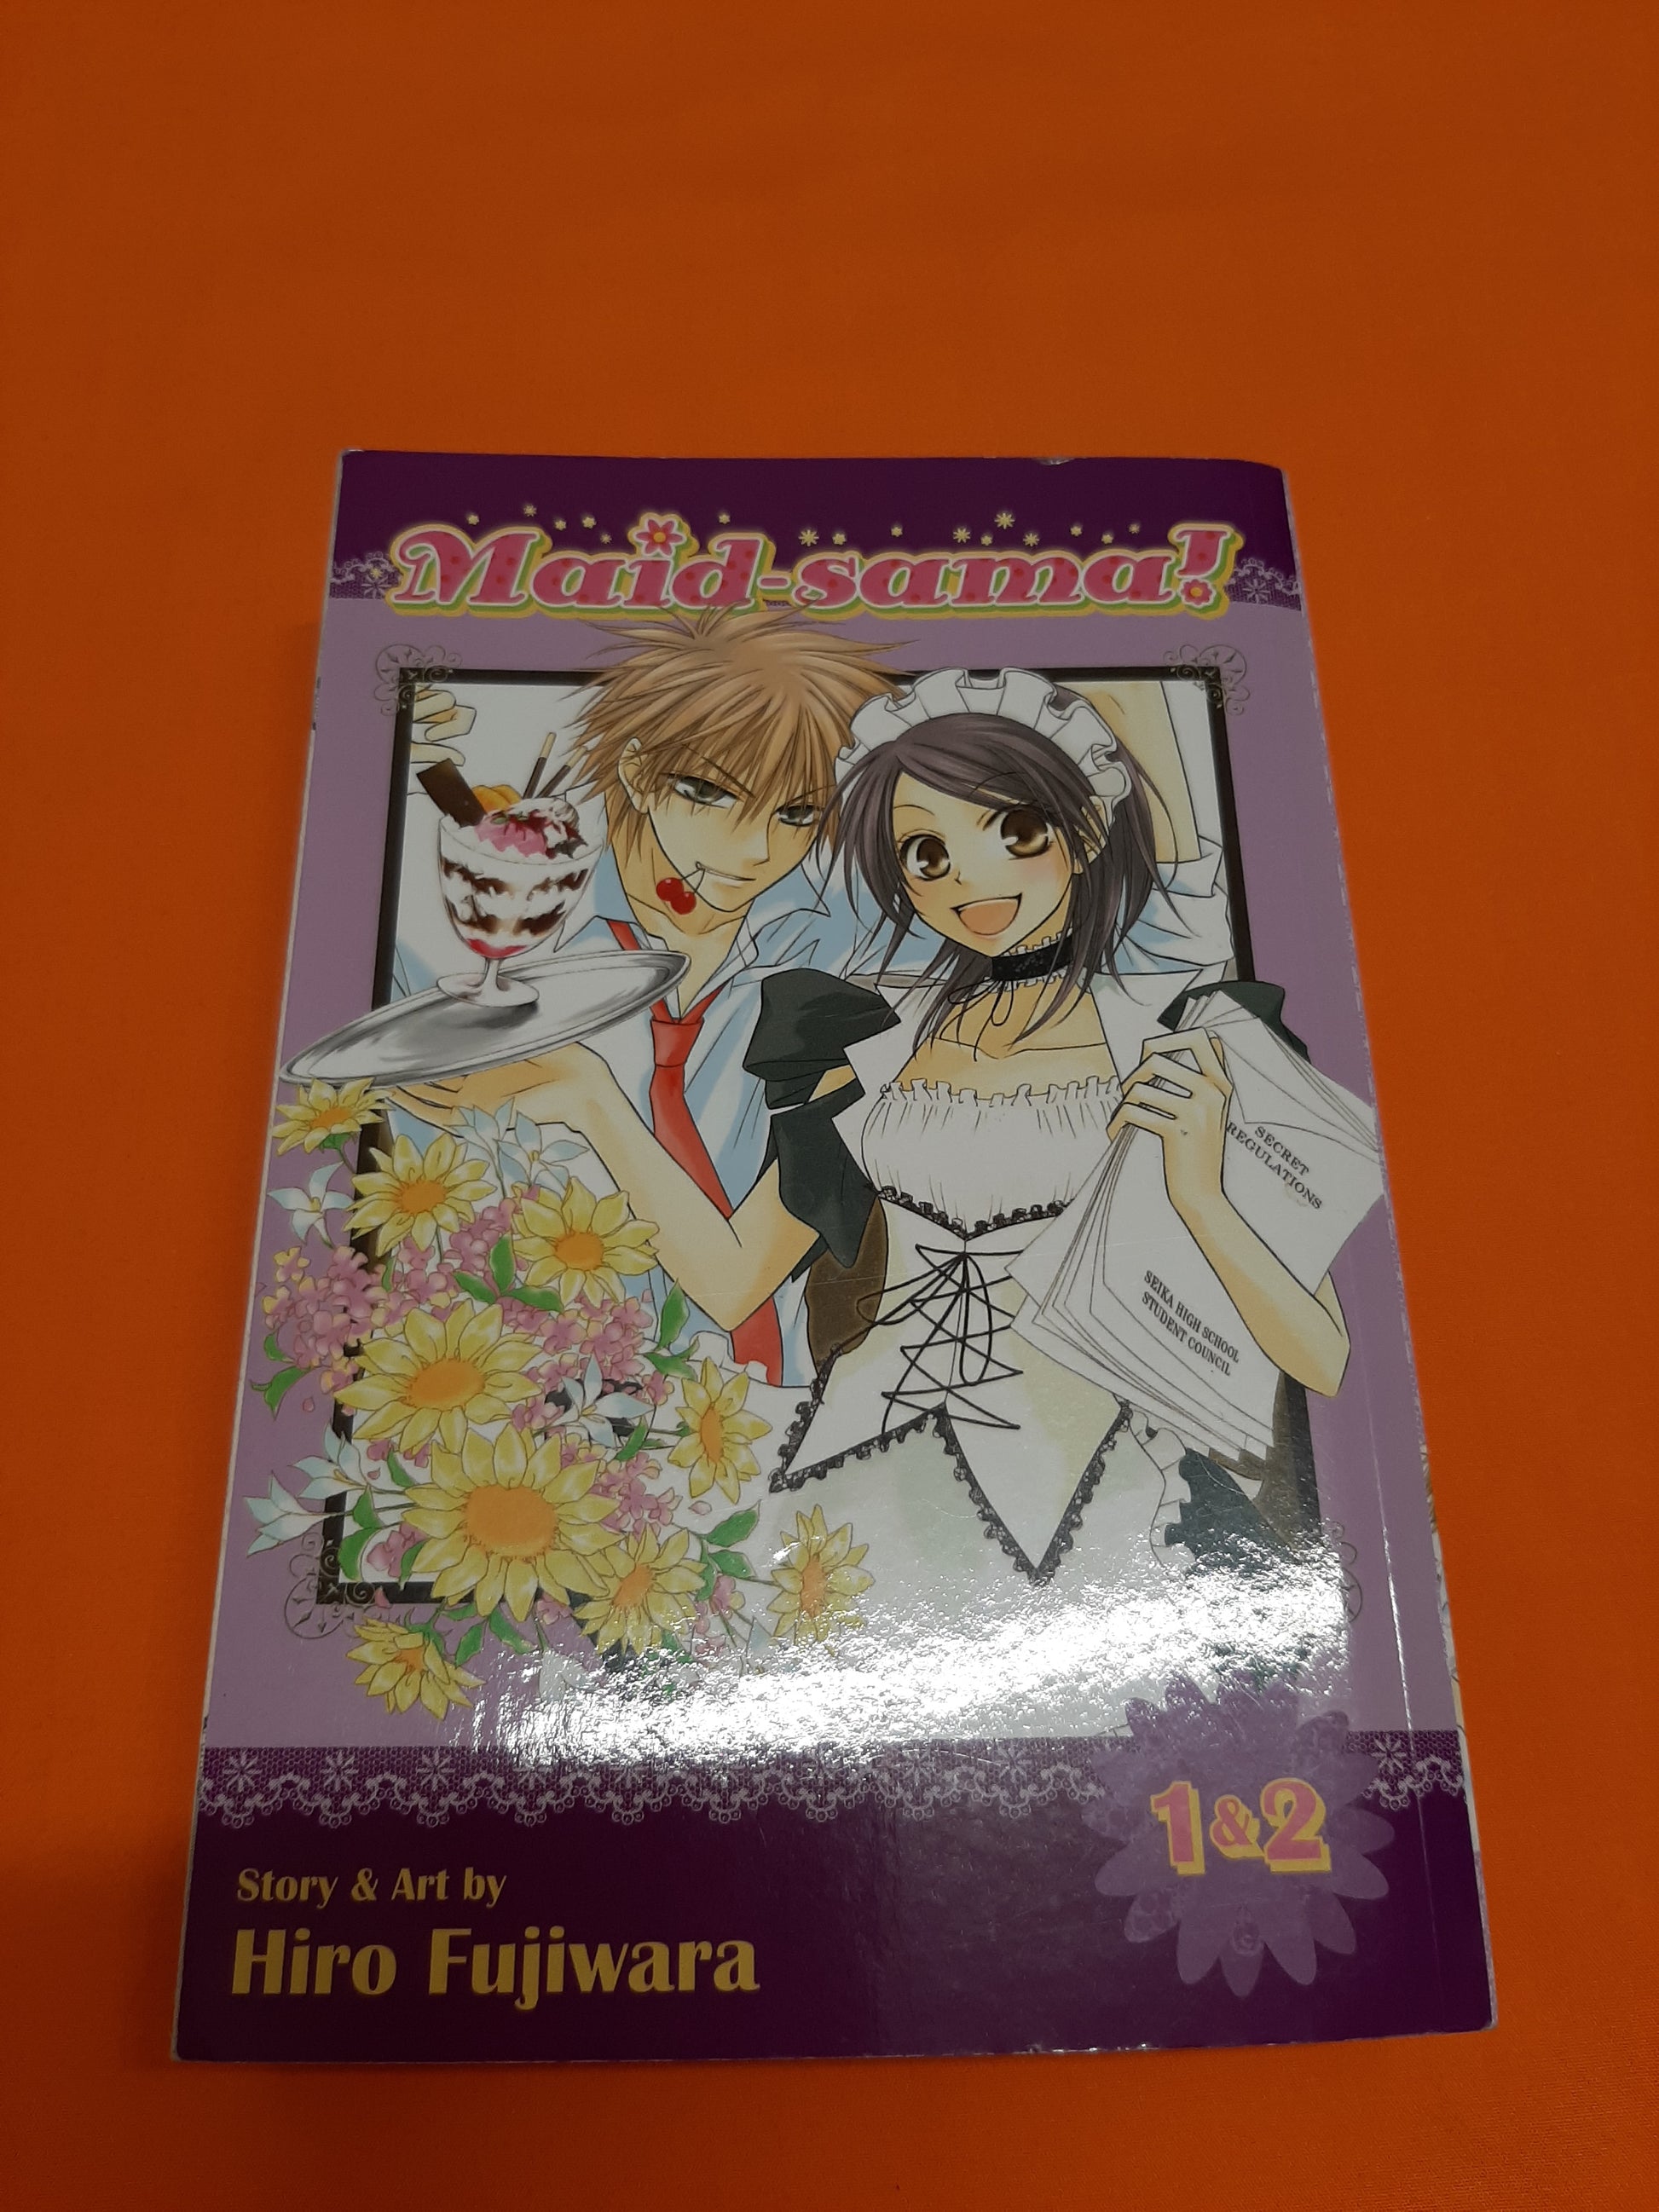 Maid-sama!
SECRET
REGULATIONS
SEIKA HIGH SCHOOL
STUDENT COUNCIL
1&2
Story & Art by
Hiro Fujiwara